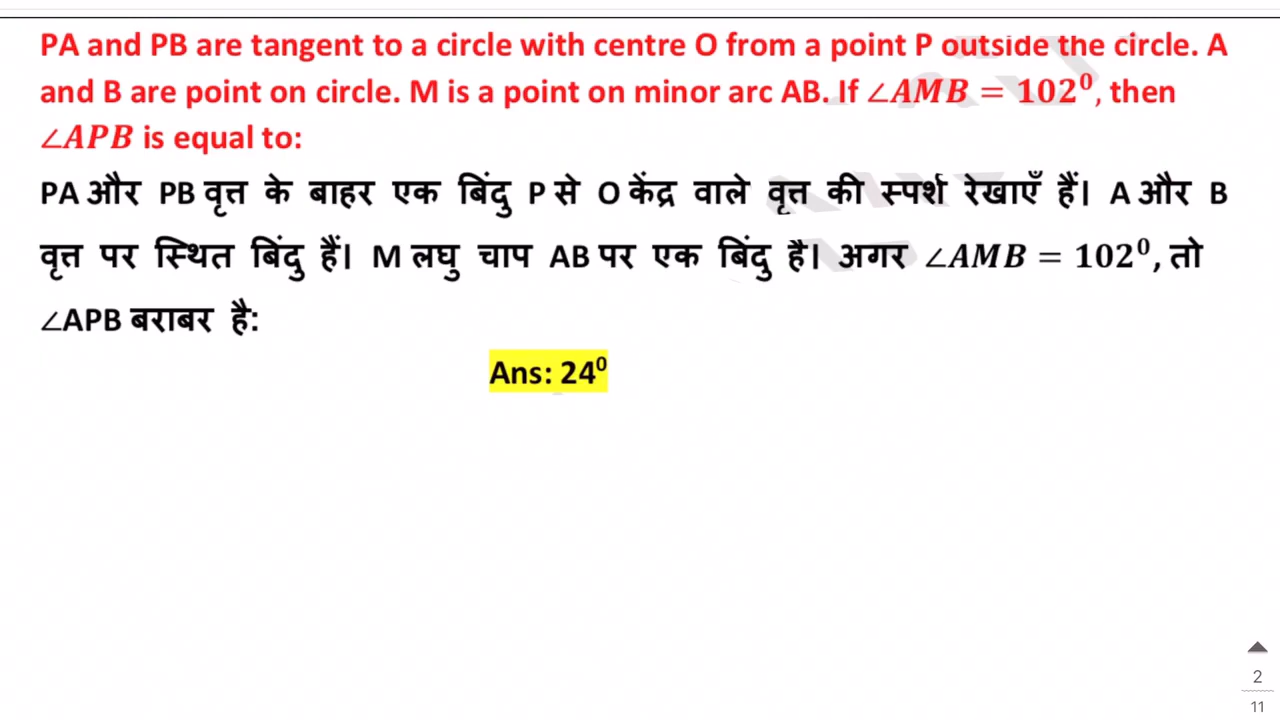 PA and PB are tangent to a circle with centre O from a point P outside the circle. A
and B are point on circle. M is a point on minor arc AB. If ∠AMB = 102⁰, then
∠APB is equal to:
PA और PB वृत्त के बाहर एक बिंदु P से O केंद्र वाले वृत्त की स्पर्श रेखाएँ हैं। A और B
वृत्त पर स्थित बिंदु हैं। M लघु चाप AB पर एक बिंदु है। अगर ∠AMB = 102⁰, तो
∠APB बराबर है:
Ans: 24⁰
2
11